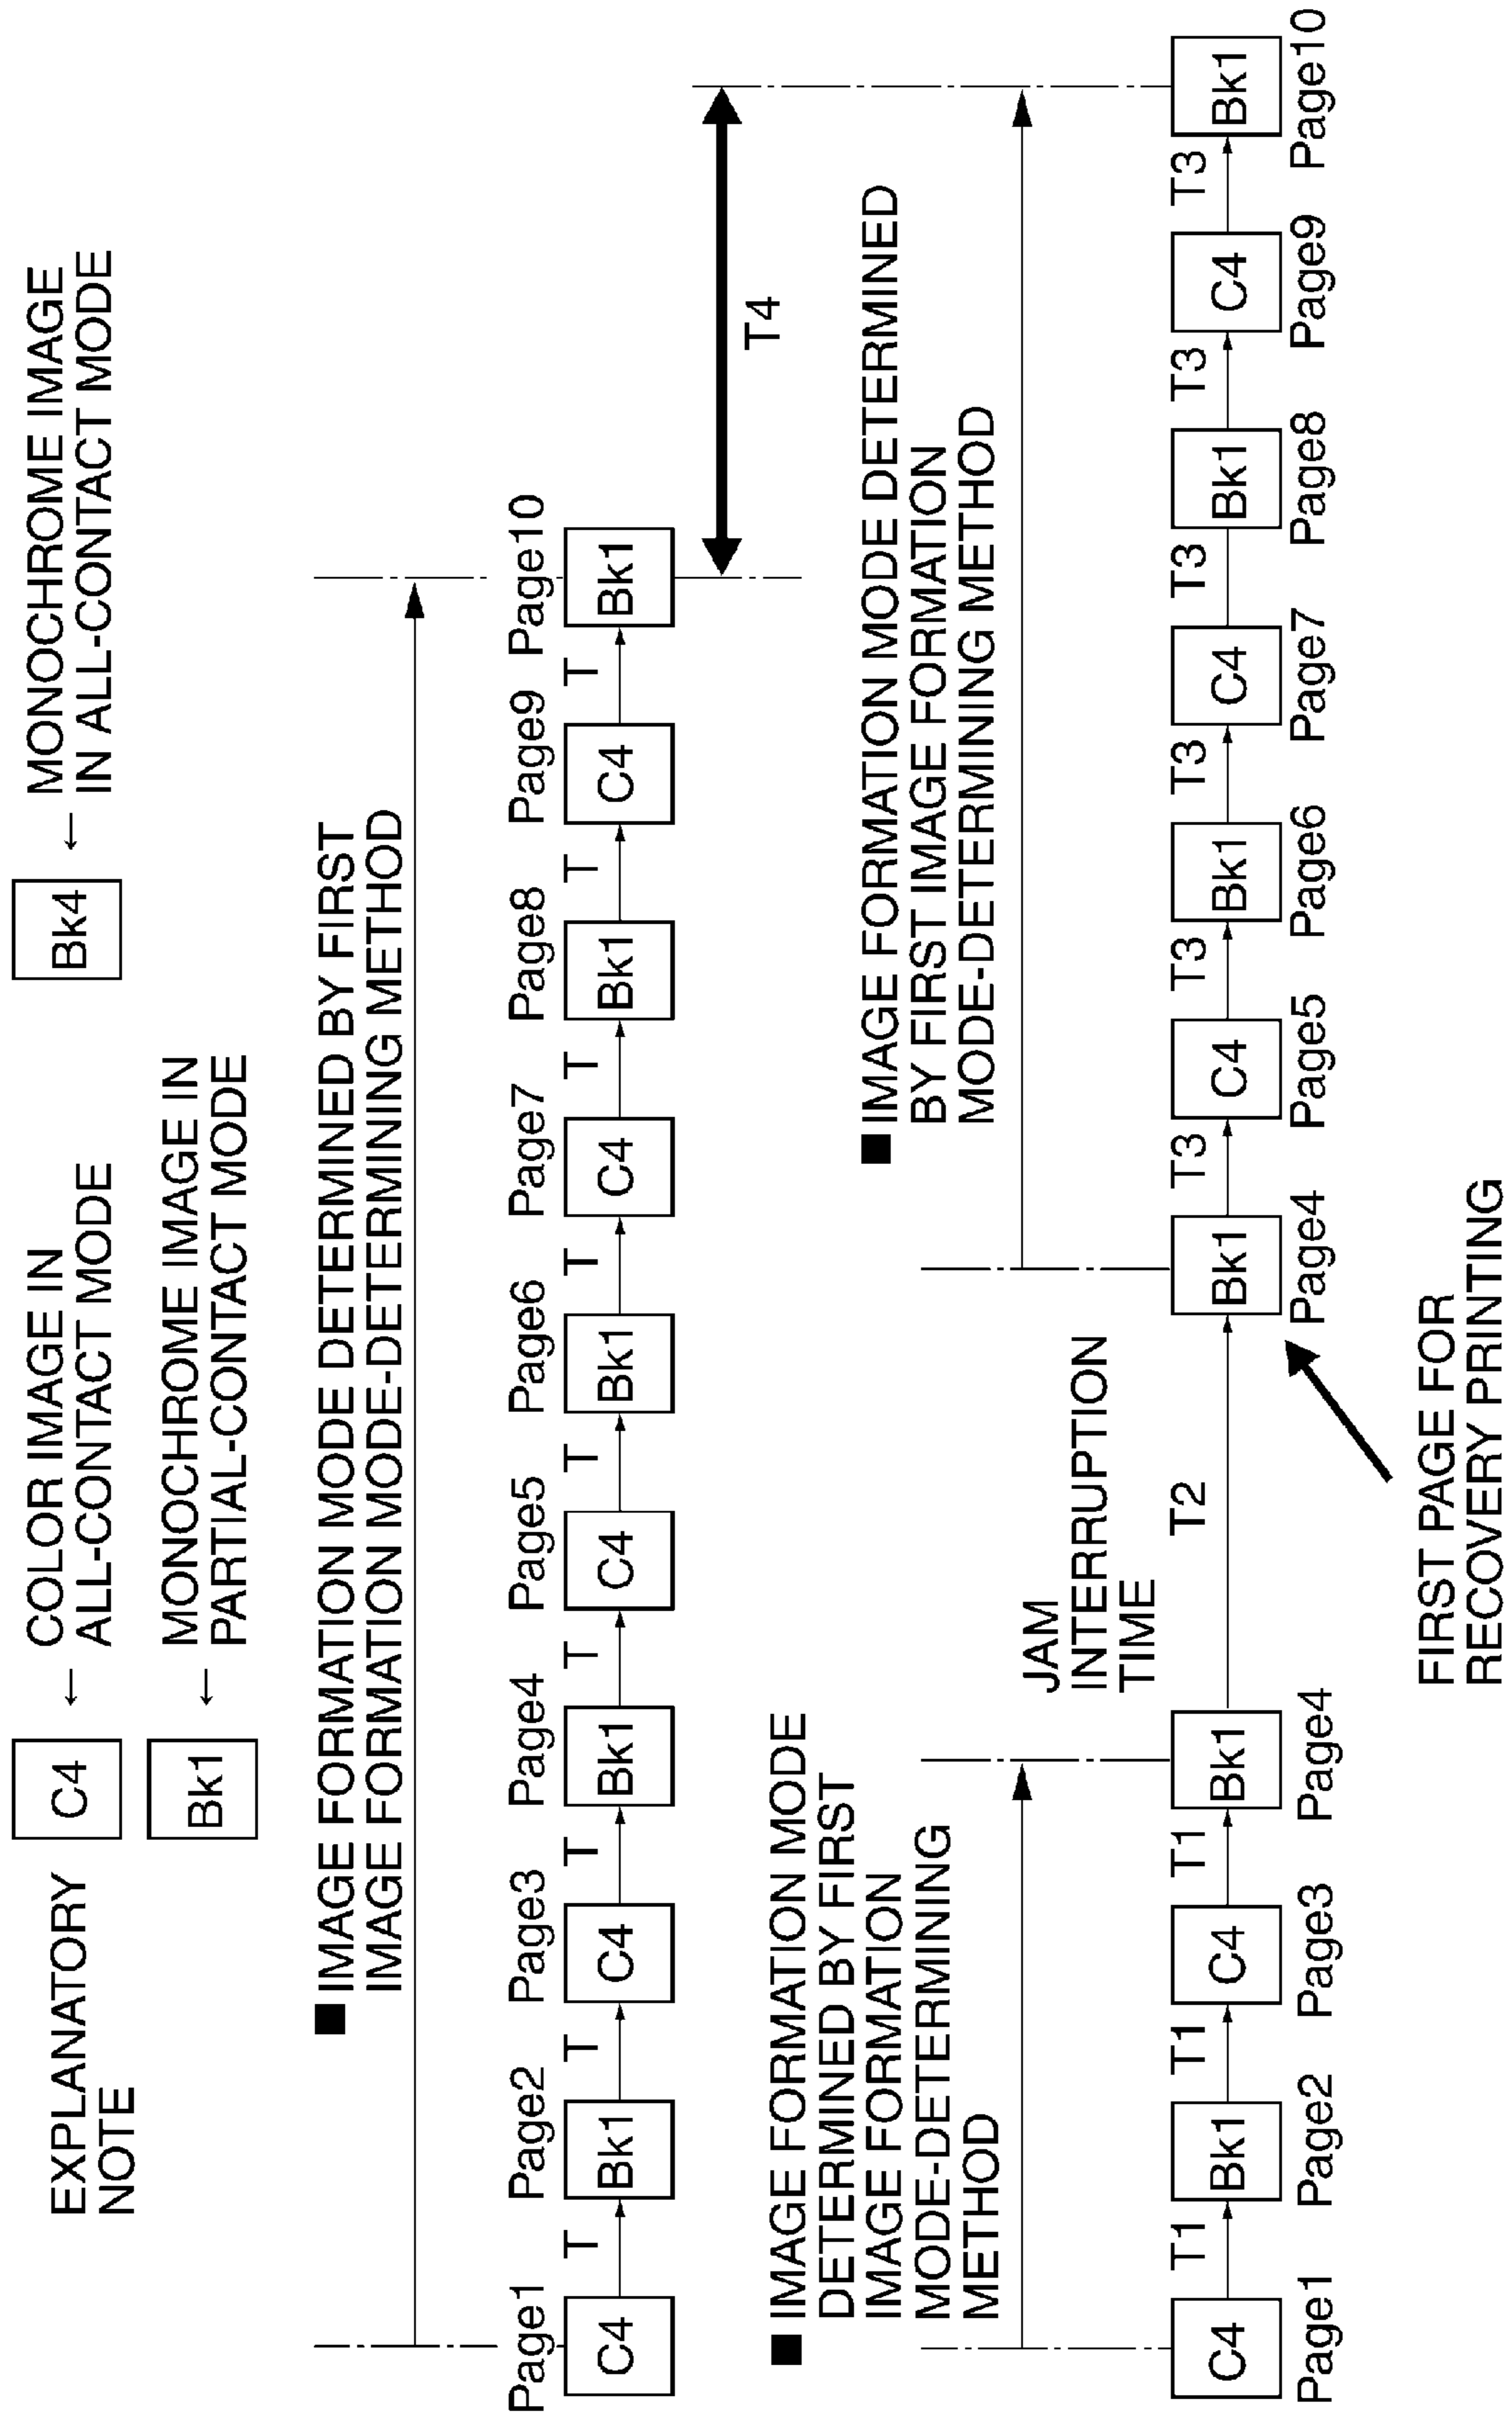 EXPLANATORY
NOTE
C4
←
COLOR IMAGE IN
ALL-CONTACT MODE
Bk4
←
MONOCHROME IMAGE
IN ALL-CONTACT MODE
Bk1
←
MONOCHROME IMAGE IN
PARTIAL-CONTACT MODE
■ IMAGE FORMATION MODE DETERMINED BY FIRST
IMAGE FORMATION MODE-DETERMINING METHOD
Page1 Page2 Page3 Page4 Page5 Page6 Page7 Page8 Page9 Page10
T T T T T T T T T
C4 Bk1 C4 Bk1 C4 Bk1 C4 Bk1 C4 Bk1
T4
■ IMAGE FORMATION MODE
DETERMINED BY FIRST
IMAGE FORMATION
MODE-DETERMINING
METHOD
JAM
INTERRUPTION
TIME
■ IMAGE FORMATION MODE DETERMINED
BY FIRST IMAGE FORMATION
MODE-DETERMINING METHOD
T1 T1 T1 T2 T3 T3 T3 T3 T3 T3
C4 Bk1 C4 Bk1 Bk1 C4 Bk1 C4 Bk1 C4 Bk1
Page1 Page2 Page3 Page4 Page4 Page5 Page6 Page7 Page8 Page9 Page10
FIRST PAGE FOR
RECOVERY PRINTING